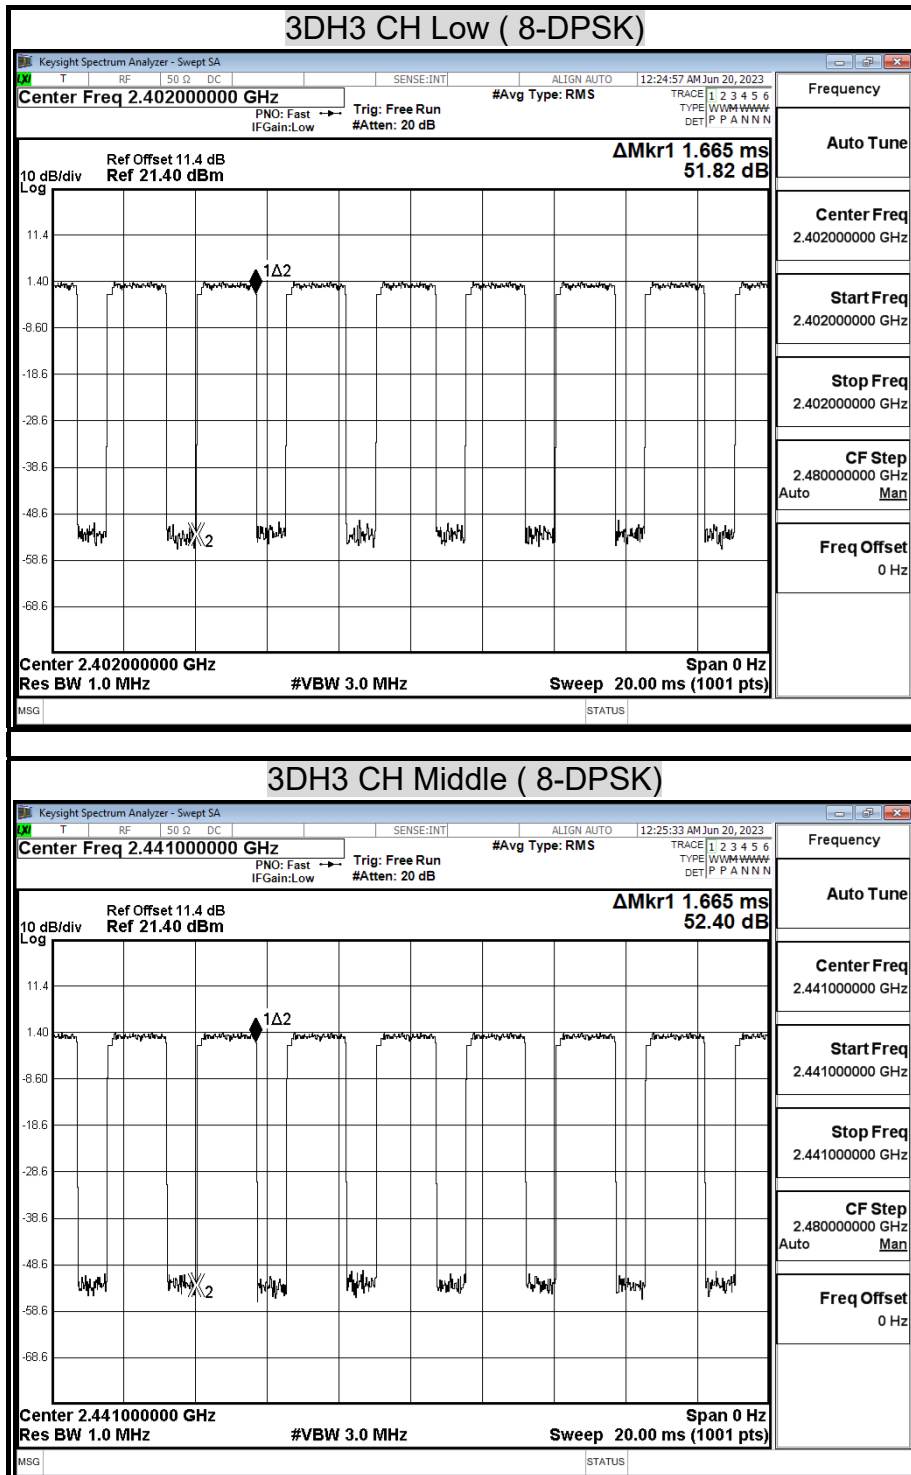 3DH3 CH Low ( 8-DPSK)
Keysight Spectrum Analyzer - Swept SA
LXI T RF 50 Ω DC SENSE:INT ALIGN AUTO 12:24:57 AM Jun 20, 2023
Center Freq 2.402000000 GHz #Avg Type: RMS TRACE 1 2 3 4 5 6
PNO: Fast Trig: Free Run TYPE WWMWWWW
IFGain:Low #Atten: 20 dB DET P P A N N N
Frequency
Auto Tune
Center Freq
2.402000000 GHz
Start Freq
2.402000000 GHz
Stop Freq
2.402000000 GHz
CF Step
2.480000000 GHz
Auto Man
Freq Offset
0 Hz
ΔMkr1 1.665 ms
51.82 dB
Ref Offset 11.4 dB
10 dB/div Ref 21.40 dBm
Log
11.4
1.40
-8.60
-18.6
-28.6
-38.6
-48.6
-58.6
-68.6
1Δ2
2
Center 2.402000000 GHz Span 0 Hz
Res BW 1.0 MHz #VBW 3.0 MHz Sweep 20.00 ms (1001 pts)
MSG STATUS
3DH3 CH Middle ( 8-DPSK)
Keysight Spectrum Analyzer - Swept SA
LXI T RF 50 Ω DC SENSE:INT ALIGN AUTO 12:25:33 AM Jun 20, 2023
Center Freq 2.441000000 GHz #Avg Type: RMS TRACE 1 2 3 4 5 6
PNO: Fast Trig: Free Run TYPE WWMWWWW
IFGain:Low #Atten: 20 dB DET P P A N N N
Frequency
Auto Tune
Center Freq
2.441000000 GHz
Start Freq
2.441000000 GHz
Stop Freq
2.441000000 GHz
CF Step
2.480000000 GHz
Auto Man
Freq Offset
0 Hz
ΔMkr1 1.665 ms
52.40 dB
Ref Offset 11.4 dB
10 dB/div Ref 21.40 dBm
Log
11.4
1.40
-8.60
-18.6
-28.6
-38.6
-48.6
-58.6
-68.6
1Δ2
2
Center 2.441000000 GHz Span 0 Hz
Res BW 1.0 MHz #VBW 3.0 MHz Sweep 20.00 ms (1001 pts)
MSG STATUS